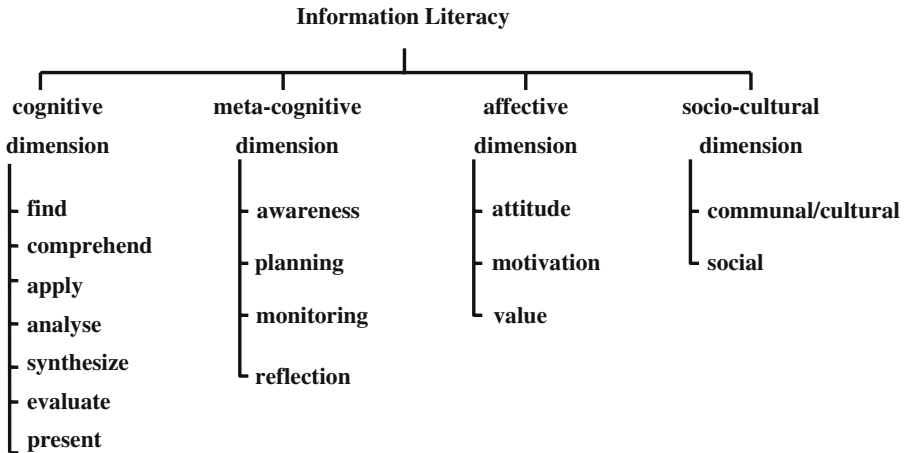 Information Literacy
cognitive dimension
find
comprehend
apply
analyse
synthesize
evaluate
present
meta-cognitive dimension
awareness
planning
monitoring
reflection
affective dimension
attitude
motivation
value
socio-cultural dimension
communal/cultural
social